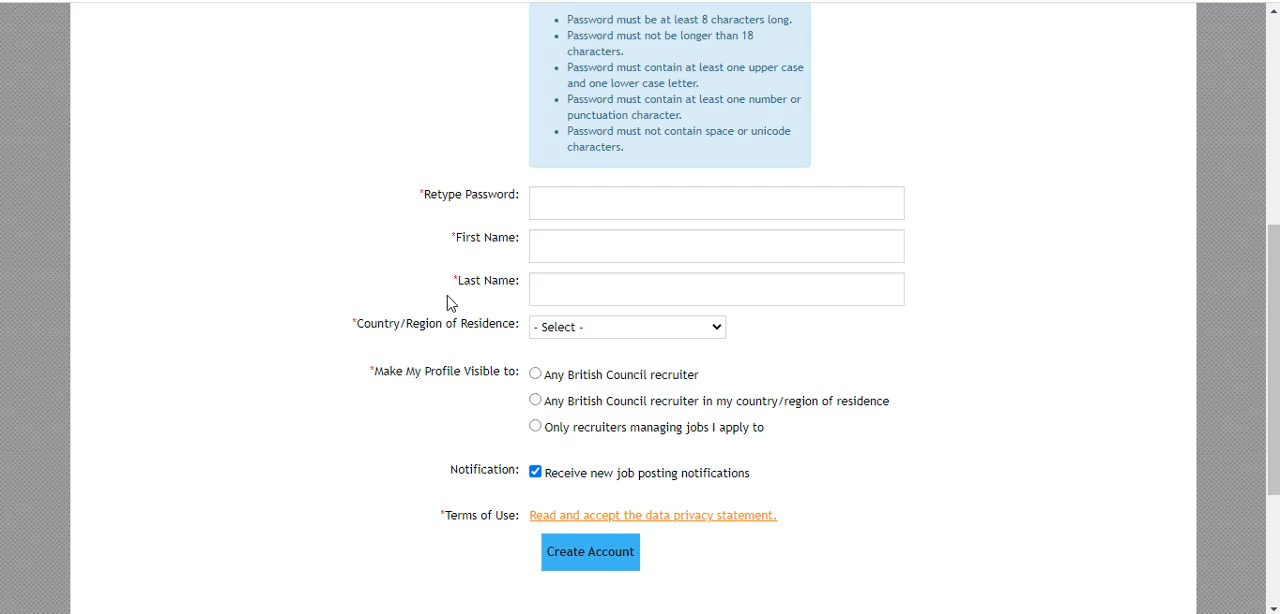 Password must be at least 8 characters long.
Password must not be longer than 18
characters.
Password must contain at least one upper case
and one lower case letter.
Password must contain at least one number or
punctuation character.
Password must not contain space or unicode
characters.
*Retype Password:
*First Name:
*Last Name:
*Country/Region of Residence: - Select -
*Make My Profile Visible to: Any British Council recruiter
Any British Council recruiter in my country/region of residence
Only recruiters managing jobs I apply to
Notification: Receive new job posting notifications
*Terms of Use: Read and accept the data privacy statement.
Create Account